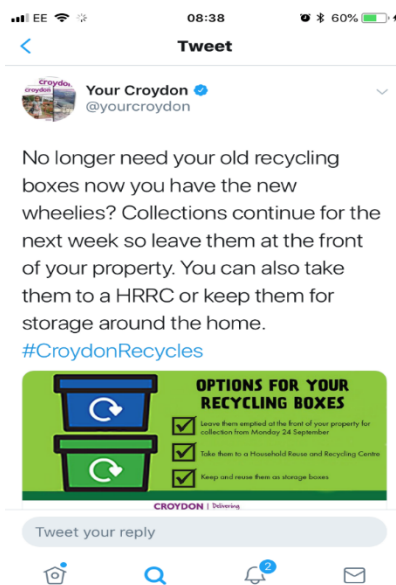 EE 08:38 60%
Tweet
Your Croydon
@yourcroydon
No longer need your old recycling
boxes now you have the new
wheelies? Collections continue for the
next week so leave them at the front
of your property. You can also take
them to a HRRC or keep them for
storage around the home.
#CroydonRecycles
OPTIONS FOR YOUR
RECYCLING BOXES
Leave them emptied at the front of your property for
collection from Monday 24 September
Take them to a Household Reuse and Recycling Centre
Keep and reuse them as storage boxes
CROYDON | Delivering
Tweet your reply
2